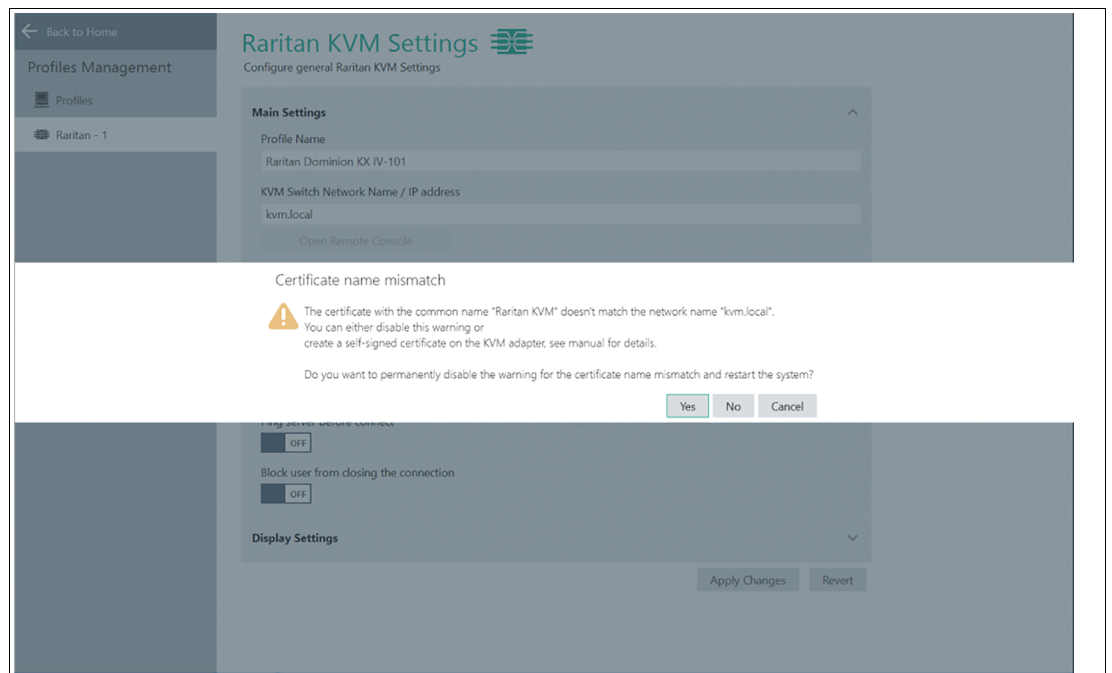 Back to Home
Profiles Management
Profiles
Raritan - 1
Raritan KVM Settings
Configure general Raritan KVM Settings
Main Settings
Profile Name
Raritan Dominion KX IV-101
KVM Switch Network Name / IP address
kvm.local
Open Remote Console
Certificate name mismatch
The certificate with the common name "Raritan KVM" doesn't match the network name "kvm.local".
You can either disable this warning or
create a self-signed certificate on the KVM adapter, see manual for details.
Do you want to permanently disable the warning for the certificate name mismatch and restart the system?
Yes No Cancel
Ping server before connect
OFF
Block user from closing the connection
OFF
Display Settings
Apply Changes Revert